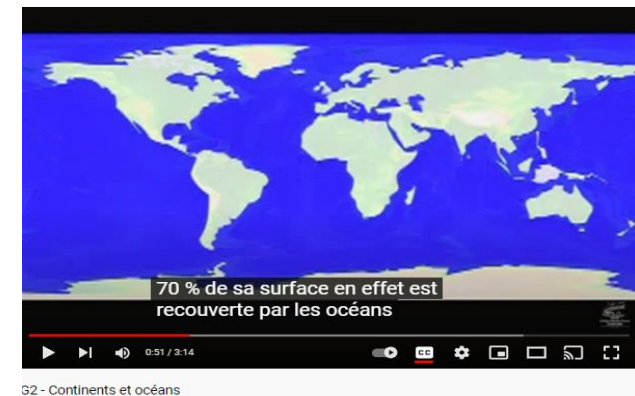 70 % de sa surface en effet est
recouverte par les océans
0:51 / 3:14
CC
G2 - Continents et océans